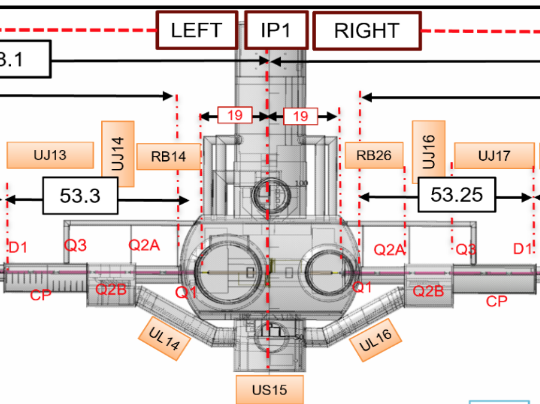 LEFT IP1 RIGHT
3.1
19 19
UJ13 UJ14 RB14 RB26 UJ16 UJ17
53.3 53.25
D1 Q3 Q2A Q2A Q3 D1
CP Q2B Q1 Q1 Q2B CP
UL14 UL16
US15